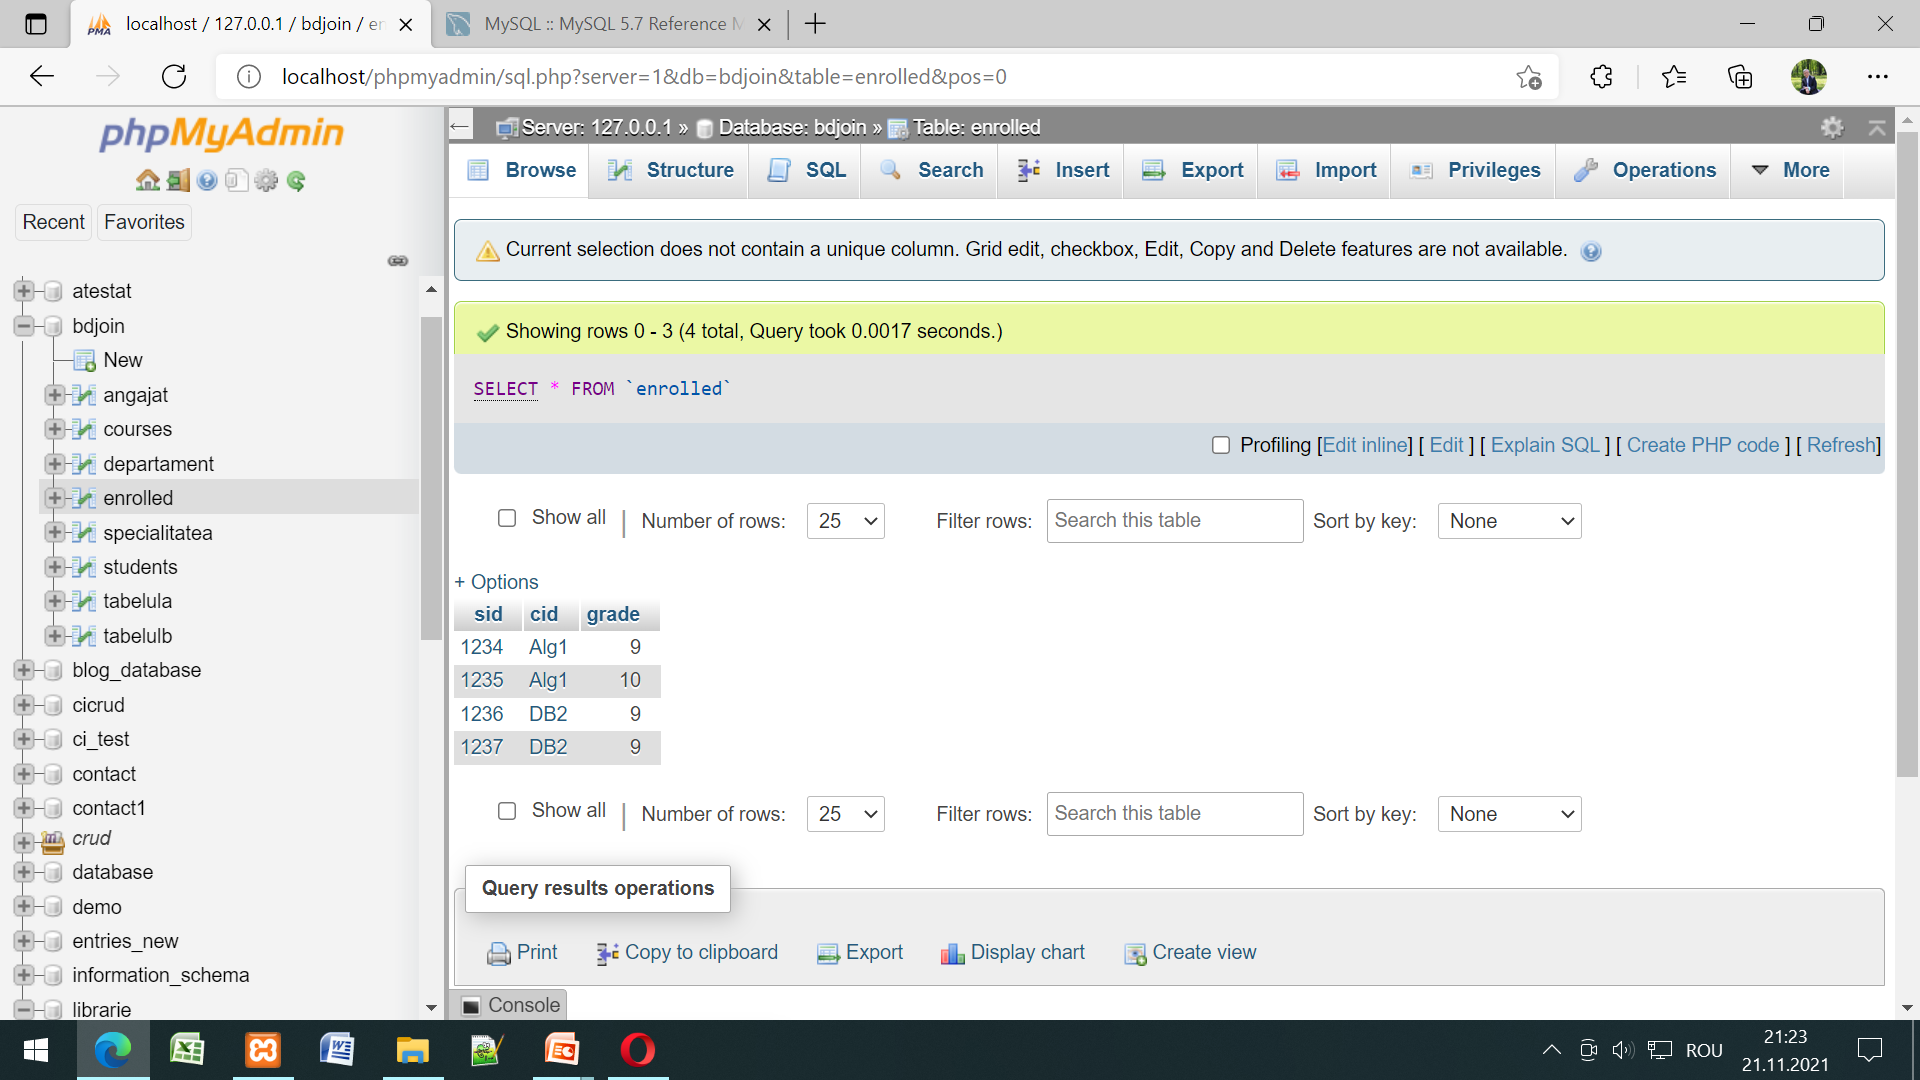 localhost / 127.0.0.1 / bdjoin / en
MySQL :: MySQL 5.7 Reference M
localhost/phpmyadmin/sql.php?server=1&db=bdjoin&table=enrolled&pos=0
phpMyAdmin
Recent
Favorites
atestat
bdjoin
New
angajat
courses
departament
enrolled
specialitatea
students
tabelula
tabelulb
blog_database
cicrud
ci_test
contact
contact1
crud
database
demo
entries_new
information_schema
librarie
Server: 127.0.0.1 » Database: bdjoin » Table: enrolled
Browse Structure SQL Search Insert Export Import Privileges Operations More
Current selection does not contain a unique column. Grid edit, checkbox, Edit, Copy and Delete features are not available.
Showing rows 0 - 3 (4 total, Query took 0.0017 seconds.)
SELECT * FROM `enrolled`
Profiling [Edit inline] [ Edit ] [ Explain SQL ] [ Create PHP code ] [ Refresh]
Show all | Number of rows: 25 Filter rows: Search this table Sort by key: None
+ Options
sid cid grade
1234 Alg1 9
1235 Alg1 10
1236 DB2 9
1237 DB2 9
Show all | Number of rows: 25 Filter rows: Search this table Sort by key: None
Query results operations
Print Copy to clipboard Export Display chart Create view
Console
ROU
21:23
21.11.2021